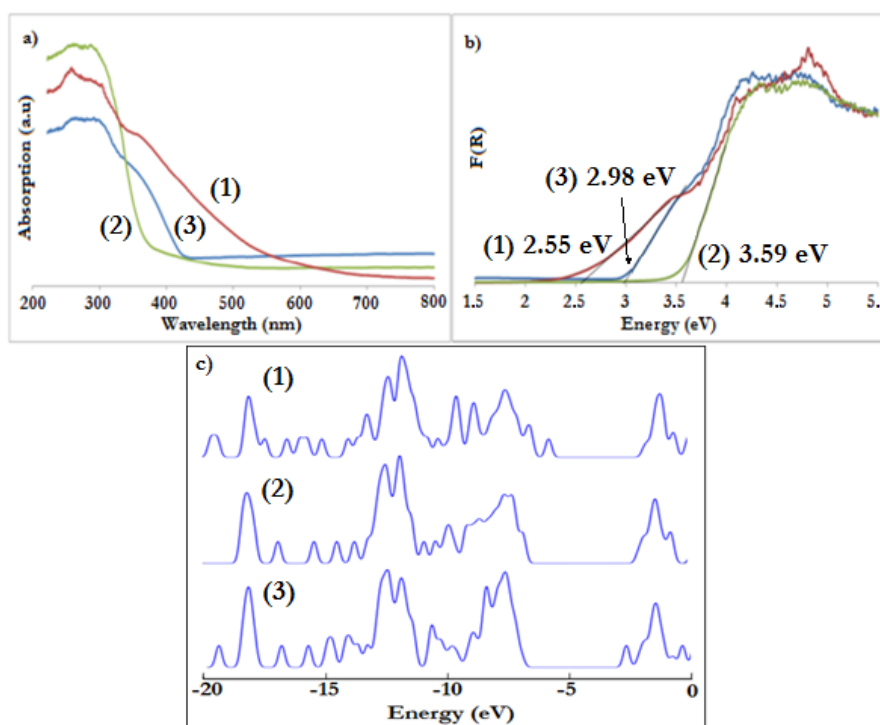 a)
Absorption (a.u)
(1)
(2)
(3)
200 300 400 500 600 700 800
Wavelength (nm)
b)
F(R)
(3) 2.98 eV
(1) 2.55 eV
(2) 3.59 eV
1.5 2 2.5 3 3.5 4 4.5 5 5.5
Energy (eV)
c)
(1)
(2)
(3)
-20 -15 -10 -5 0
Energy (eV)